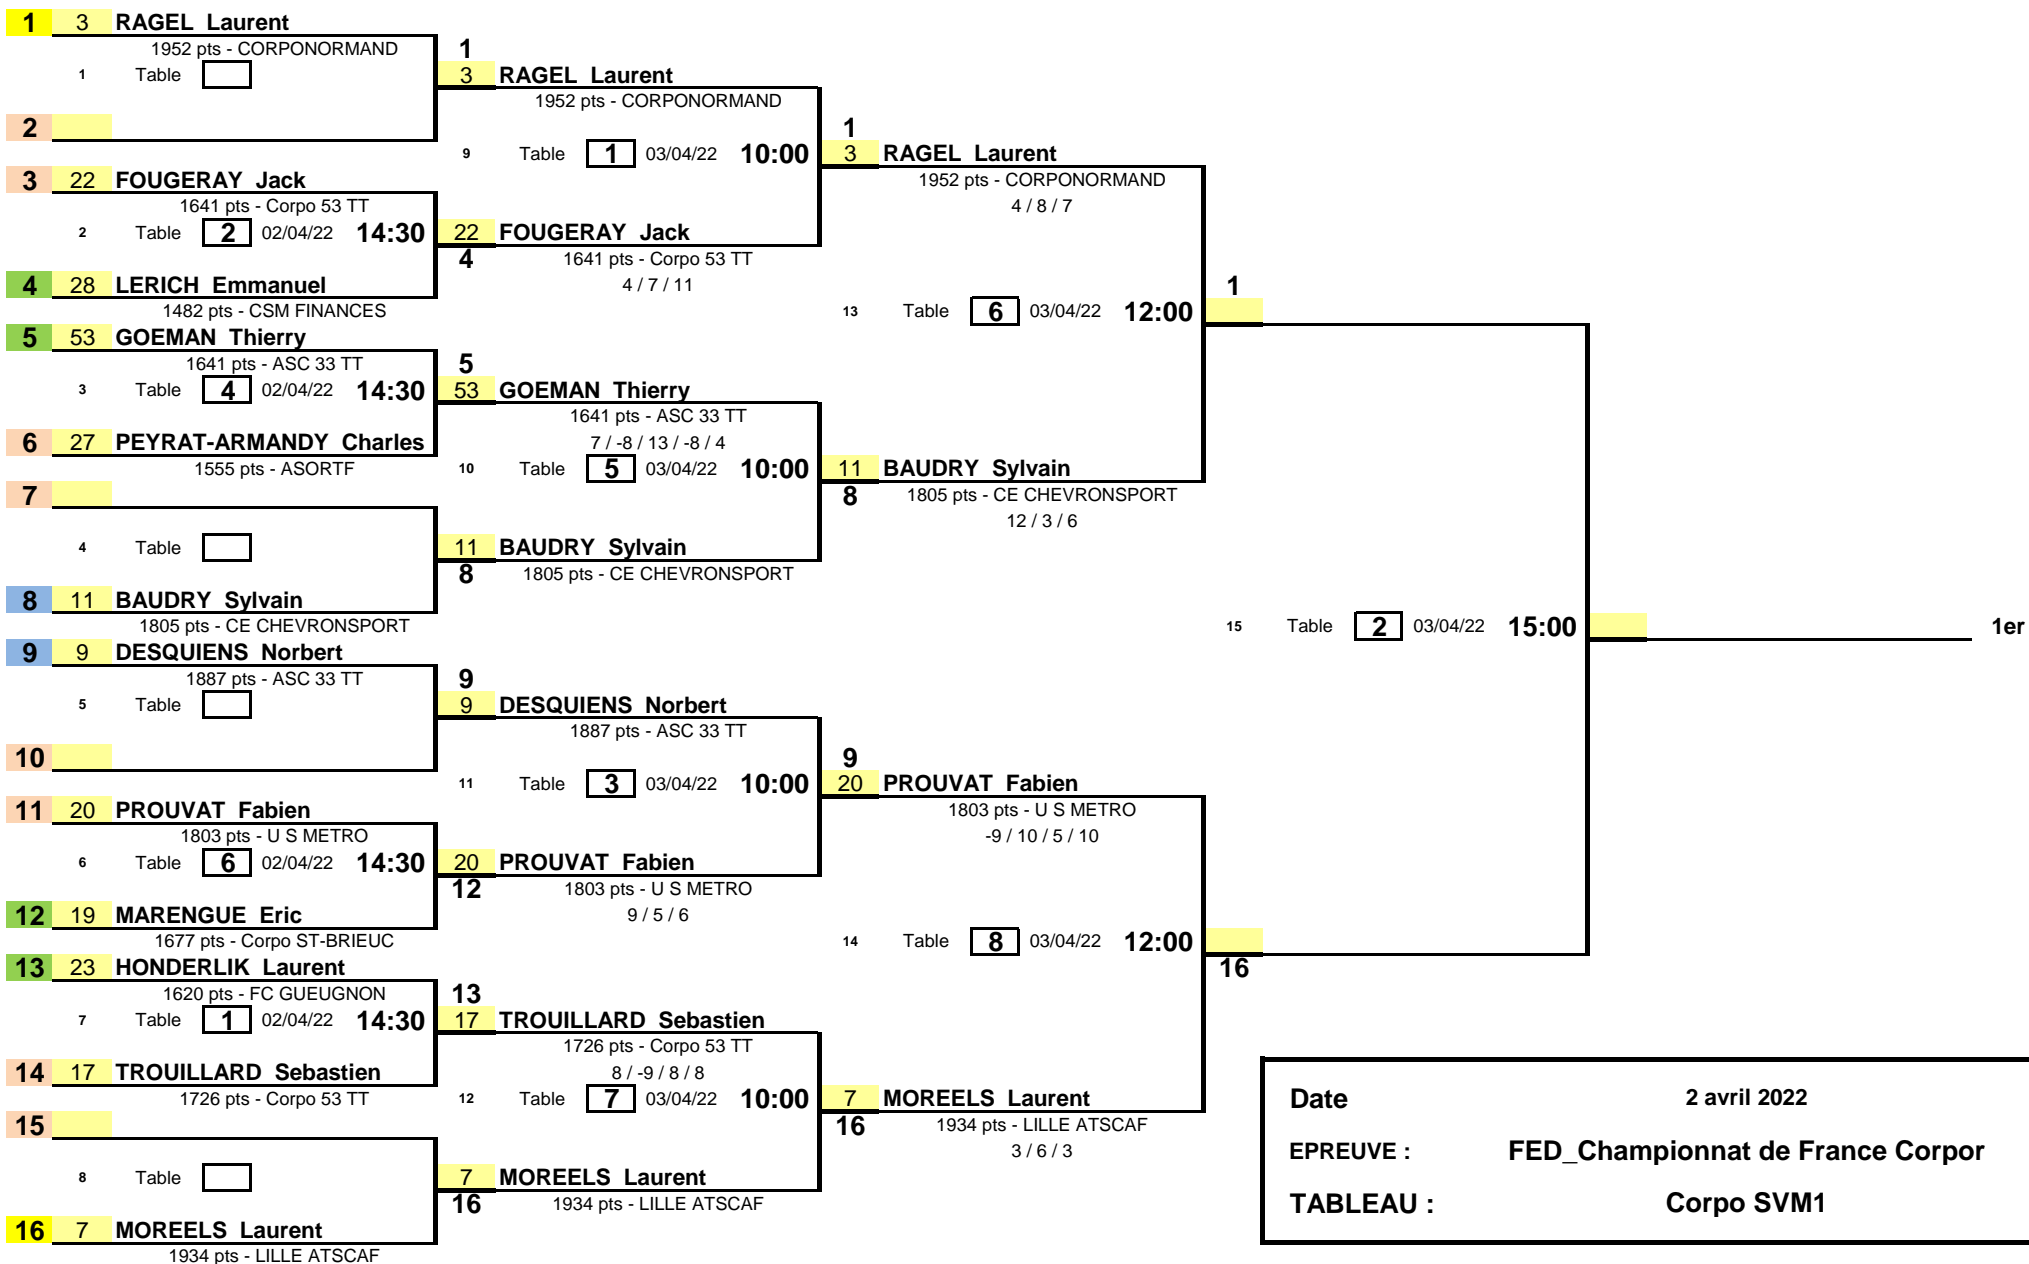 1 3 RAGEL Laurent
1952 pts - CORPONORMAND
1 Table
2
3 22 FOUGERAY Jack
1641 pts - Corpo 53 TT
2 Table 2 02/04/22 14:30
4 28 LERICH Emmanuel
1482 pts - CSM FINANCES
5 53 GOEMAN Thierry
1641 pts - ASC 33 TT
3 Table 4 02/04/22 14:30
6 27 PEYRAT-ARMANDY Charles
1555 pts - ASORTF
7
4 Table
8 11 BAUDRY Sylvain
1805 pts - CE CHEVRONSPORT
9 9 DESQUIENS Norbert
1887 pts - ASC 33 TT
5 Table
10
11 20 PROUVAT Fabien
1803 pts - U S METRO
6 Table 6 02/04/22 14:30
12 19 MARENGUE Eric
1677 pts - Corpo ST-BRIEUC
13 23 HONDERLIK Laurent
1620 pts - FC GUEUGNON
7 Table 1 02/04/22 14:30
14 17 TROUILLARD Sebastien
1726 pts - Corpo 53 TT
15
8 Table
16 7 MOREELS Laurent
1934 pts - LILLE ATSCAF
1
3 RAGEL Laurent
1952 pts - CORPONORMAND
9 Table 1 03/04/22 10:00
22 FOUGERAY Jack
4
1641 pts - Corpo 53 TT
4 / 7 / 11
5
53 GOEMAN Thierry
1641 pts - ASC 33 TT
7 / -8 / 13 / -8 / 4
10 Table 5 03/04/22 10:00
11 BAUDRY Sylvain
8
1805 pts - CE CHEVRONSPORT
9
9 DESQUIENS Norbert
1887 pts - ASC 33 TT
11 Table 3 03/04/22 10:00
20 PROUVAT Fabien
12
1803 pts - U S METRO
9 / 5 / 6
13
17 TROUILLARD Sebastien
1726 pts - Corpo 53 TT
8 / -9 / 8 / 8
12 Table 7 03/04/22 10:00
7 MOREELS Laurent
16
1934 pts - LILLE ATSCAF
1
3 RAGEL Laurent
1952 pts - CORPONORMAND
4 / 8 / 7
13 Table 6 03/04/22 12:00
11 BAUDRY Sylvain
8
1805 pts - CE CHEVRONSPORT
12 / 3 / 6
9
20 PROUVAT Fabien
1803 pts - U S METRO
-9 / 10 / 5 / 10
14 Table 8 03/04/22 12:00
7 MOREELS Laurent
16
1934 pts - LILLE ATSCAF
3 / 6 / 3
1
15 Table 2 03/04/22 15:00
16
1er
Date 2 avril 2022
EPREUVE : FED_Championnat de France Corpor
TABLEAU : Corpo SVM1